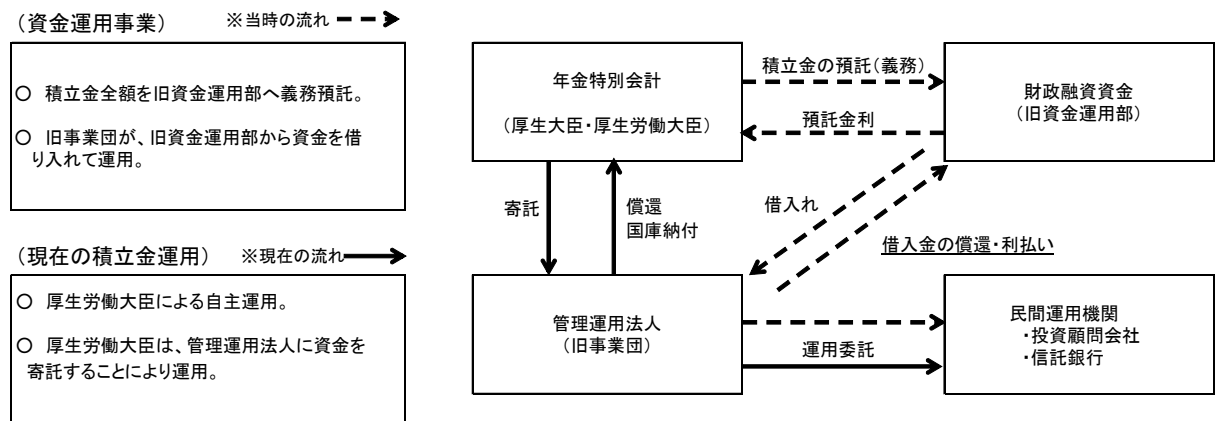 （資金運用事業） ※当時の流れ
○ 積立金全額を旧資金運用部へ義務預託。
○ 旧事業団が、旧資金運用部から資金を借
り入れて運用。
（現在の積立金運用） ※現在の流れ
○ 厚生労働大臣による自主運用。
○ 厚生労働大臣は、管理運用法人に資金を
寄託することにより運用。
年金特別会計
（厚生大臣・厚生労働大臣）
積立金の預託（義務）
預託金利
財政融資資金
（旧資金運用部）
寄託
償還
国庫納付
借入れ
借入金の償還・利払い
管理運用法人
（旧事業団）
運用委託
民間運用機関
・投資顧問会社
・信託銀行